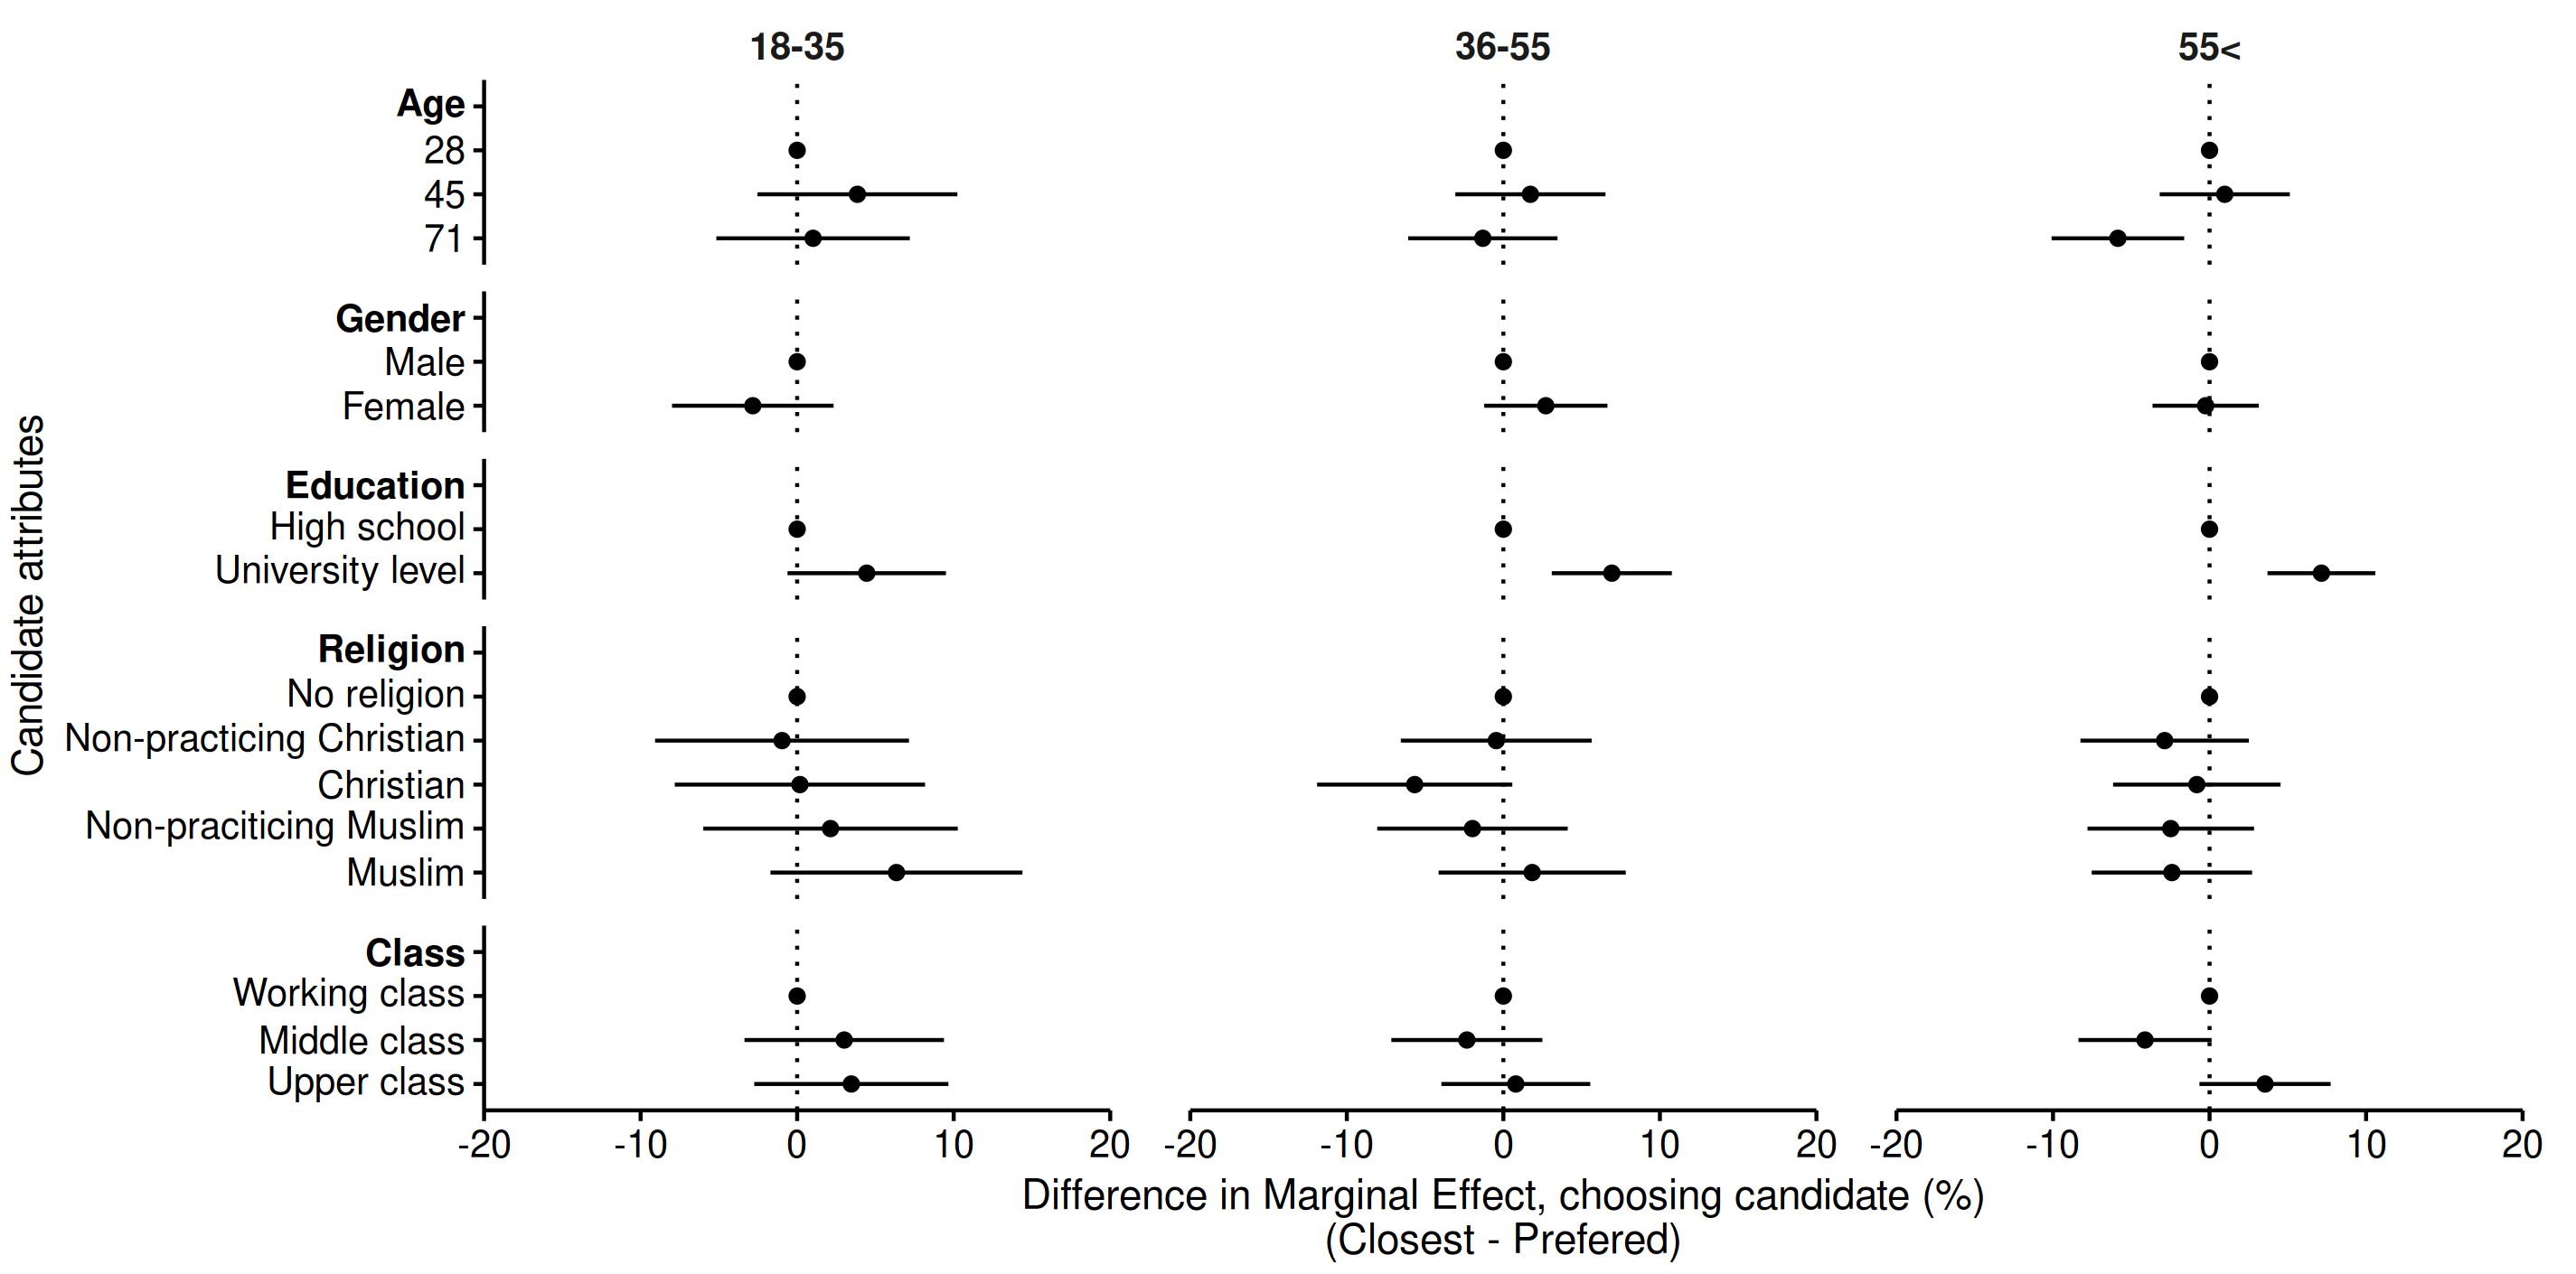 18-35
36-55
55<
Candidate attributes
Age
28
45
71
Gender
Male
Female
Education
High school
University level
Religion
No religion
Non-practicing Christian
Christian
Non-praciticing Muslim
Muslim
Class
Working class
Middle class
Upper class
-20 -10 0 10 20
-20 -10 0 10 20
-20 -10 0 10 20
Difference in Marginal Effect, choosing candidate (%)
(Closest - Prefered)